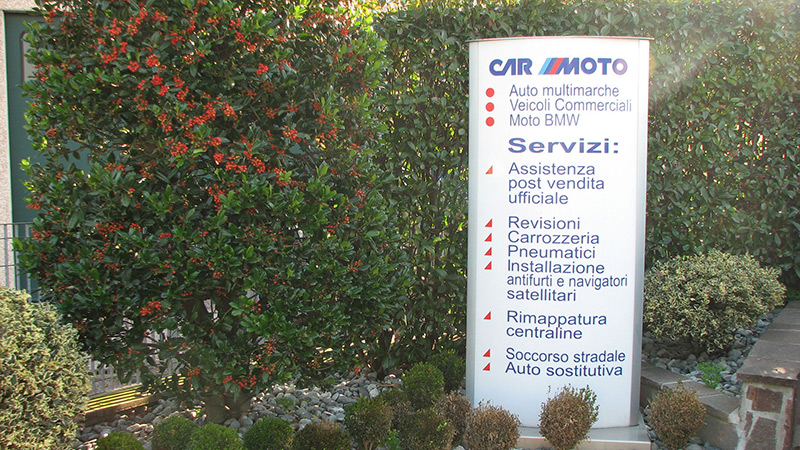 CAR MOTO
Auto multimarche
Veicoli Commerciali
Moto BMW
Servizi:
Assistenza
post vendita
ufficiale
Revisioni
Carrozzeria
Pneumatici
Installazione
antifurti e navigatori
satellitari
Rimappatura
centraline
Soccorso stradale
Auto sostitutiva